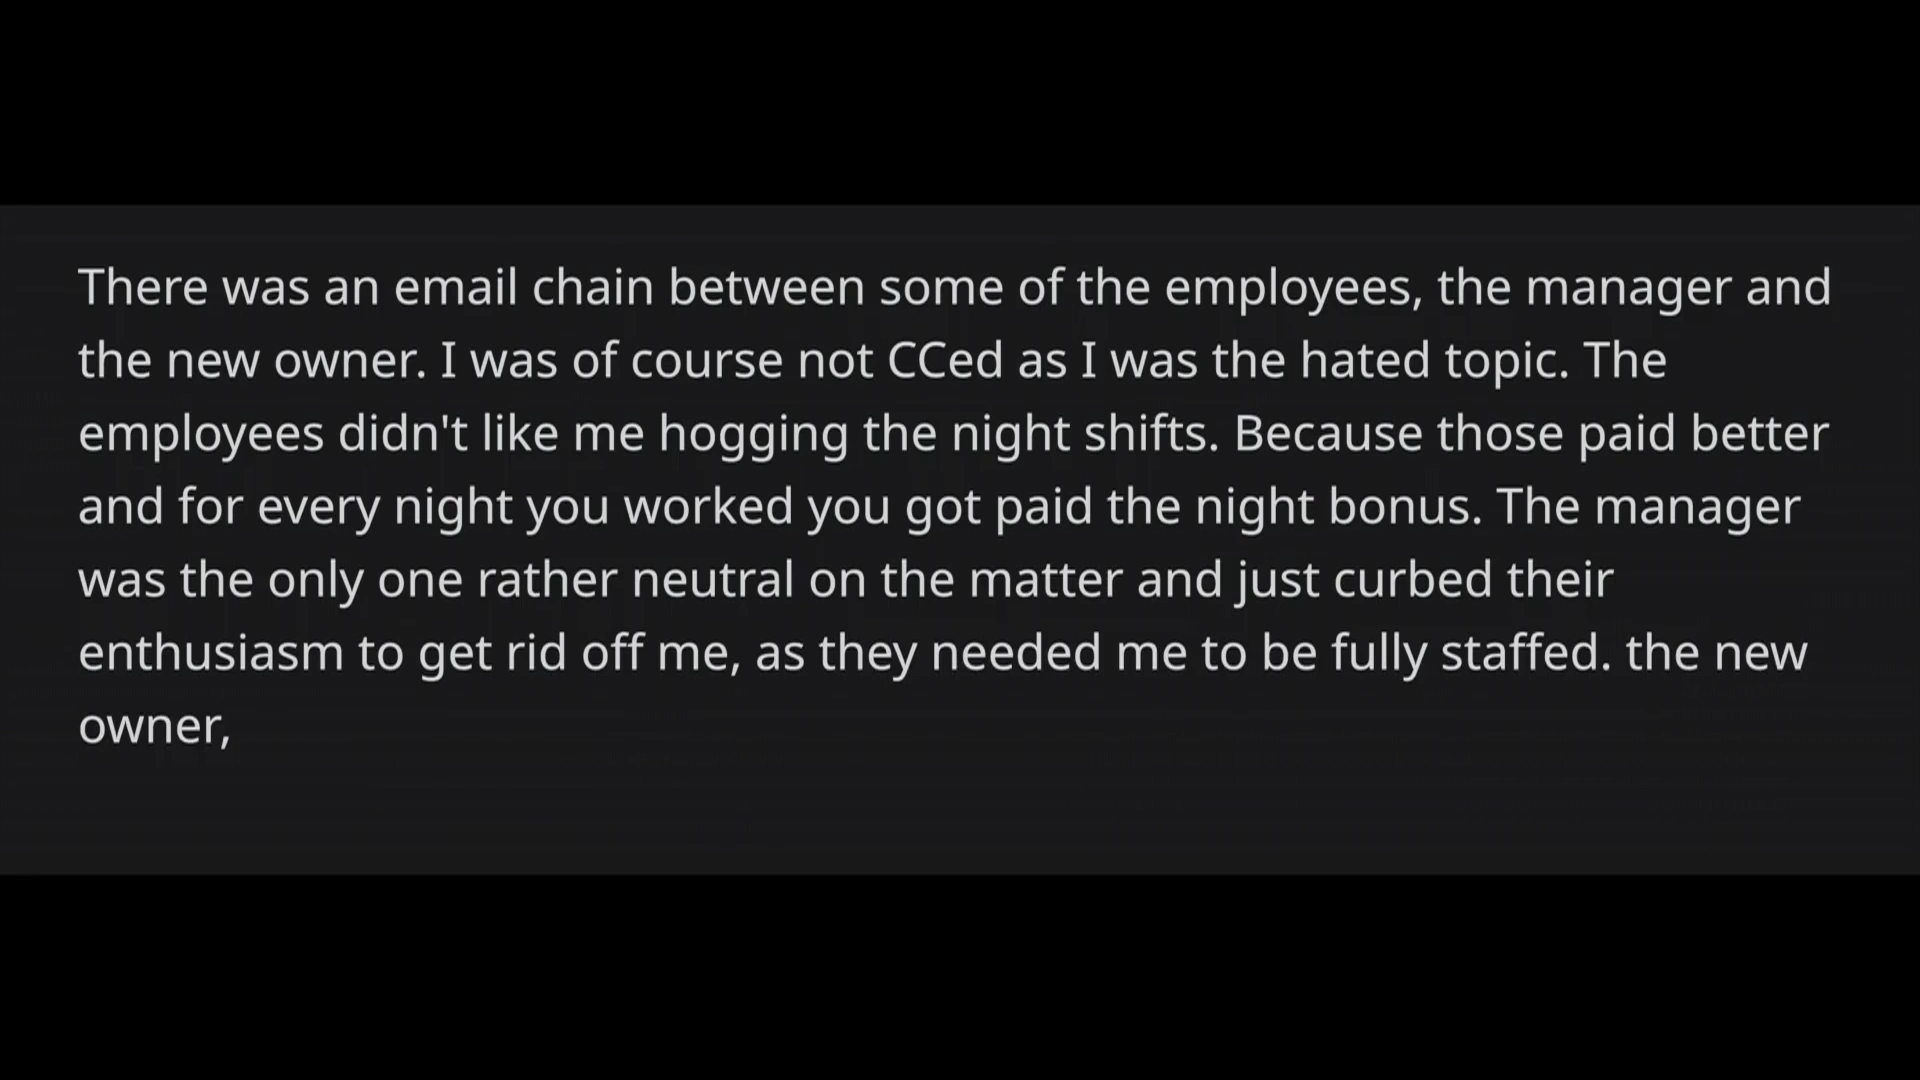 There was an email chain between some of the employees, the manager and
the new owner. I was of course not CCed as I was the hated topic. The
employees didn't like me hogging the night shifts. Because those paid better
and for every night you worked you got paid the night bonus. The manager
was the only one rather neutral on the matter and just curbed their
enthusiasm to get rid off me, as they needed me to be fully staffed. the new
owner,